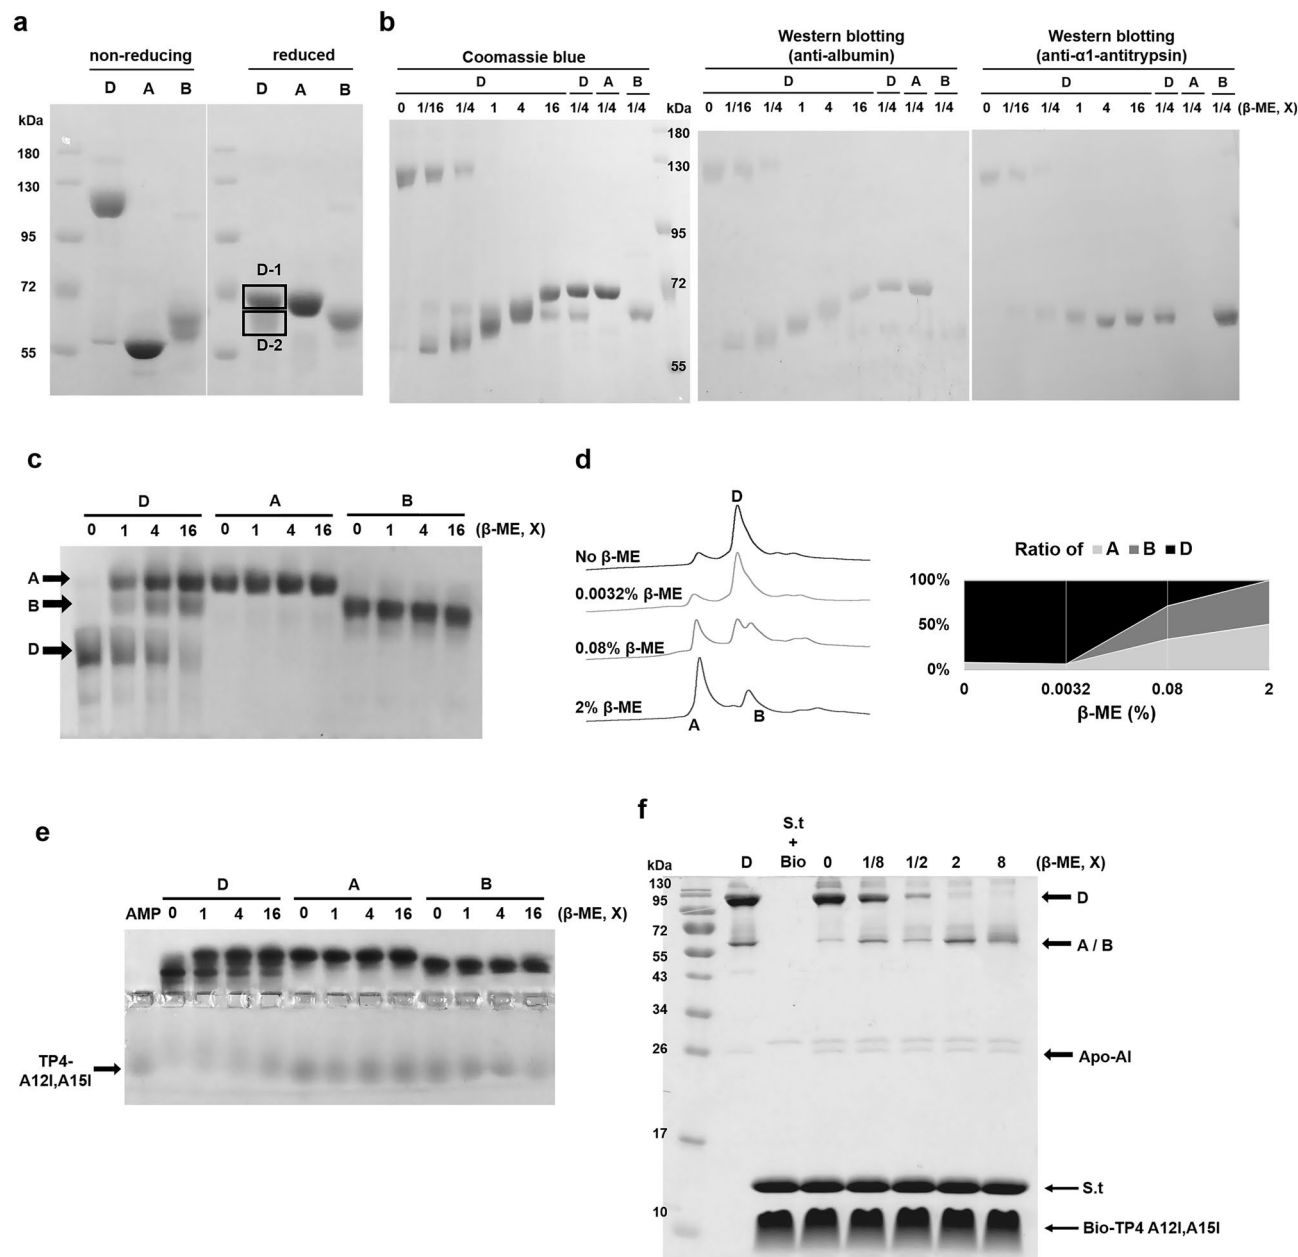 a
non-reducing reduced
D A B D A B
kDa
180
130
95
72
55
D-1
D-2
b
Coomassie blue
D D A B
0 1/16 1/4 1 4 16 1/4 1/4 1/4
kDa
180
130
95
72
55
Western blotting
(anti-albumin)
D D A B
0 1/16 1/4 1 4 16 1/4 1/4 1/4
Western blotting
(anti-α1-antitrypsin)
D D A B
0 1/16 1/4 1 4 16 1/4 1/4 1/4 (β-ME, X)
c
D A B
0 1 4 16 0 1 4 16 0 1 4 16 (β-ME, X)
A
B
D
d
D
No β-ME
0.0032% β-ME
0.08% β-ME
2% β-ME
A B
Ratio of A B D
100%
50%
0%
0 0.0032 0.08 2
β-ME (%)
e
D A B
AMP 0 1 4 16 0 1 4 16 0 1 4 16 (β-ME, X)
TP4-
A12I,A15I
f
S.t
+
kDa D Bio 0 1/8 1/2 2 8 (β-ME, X)
130
95 D
72
55 A / B
43
34
26 Apo-AI
17
S.t
10
Bio-TP4 A12I,A15I